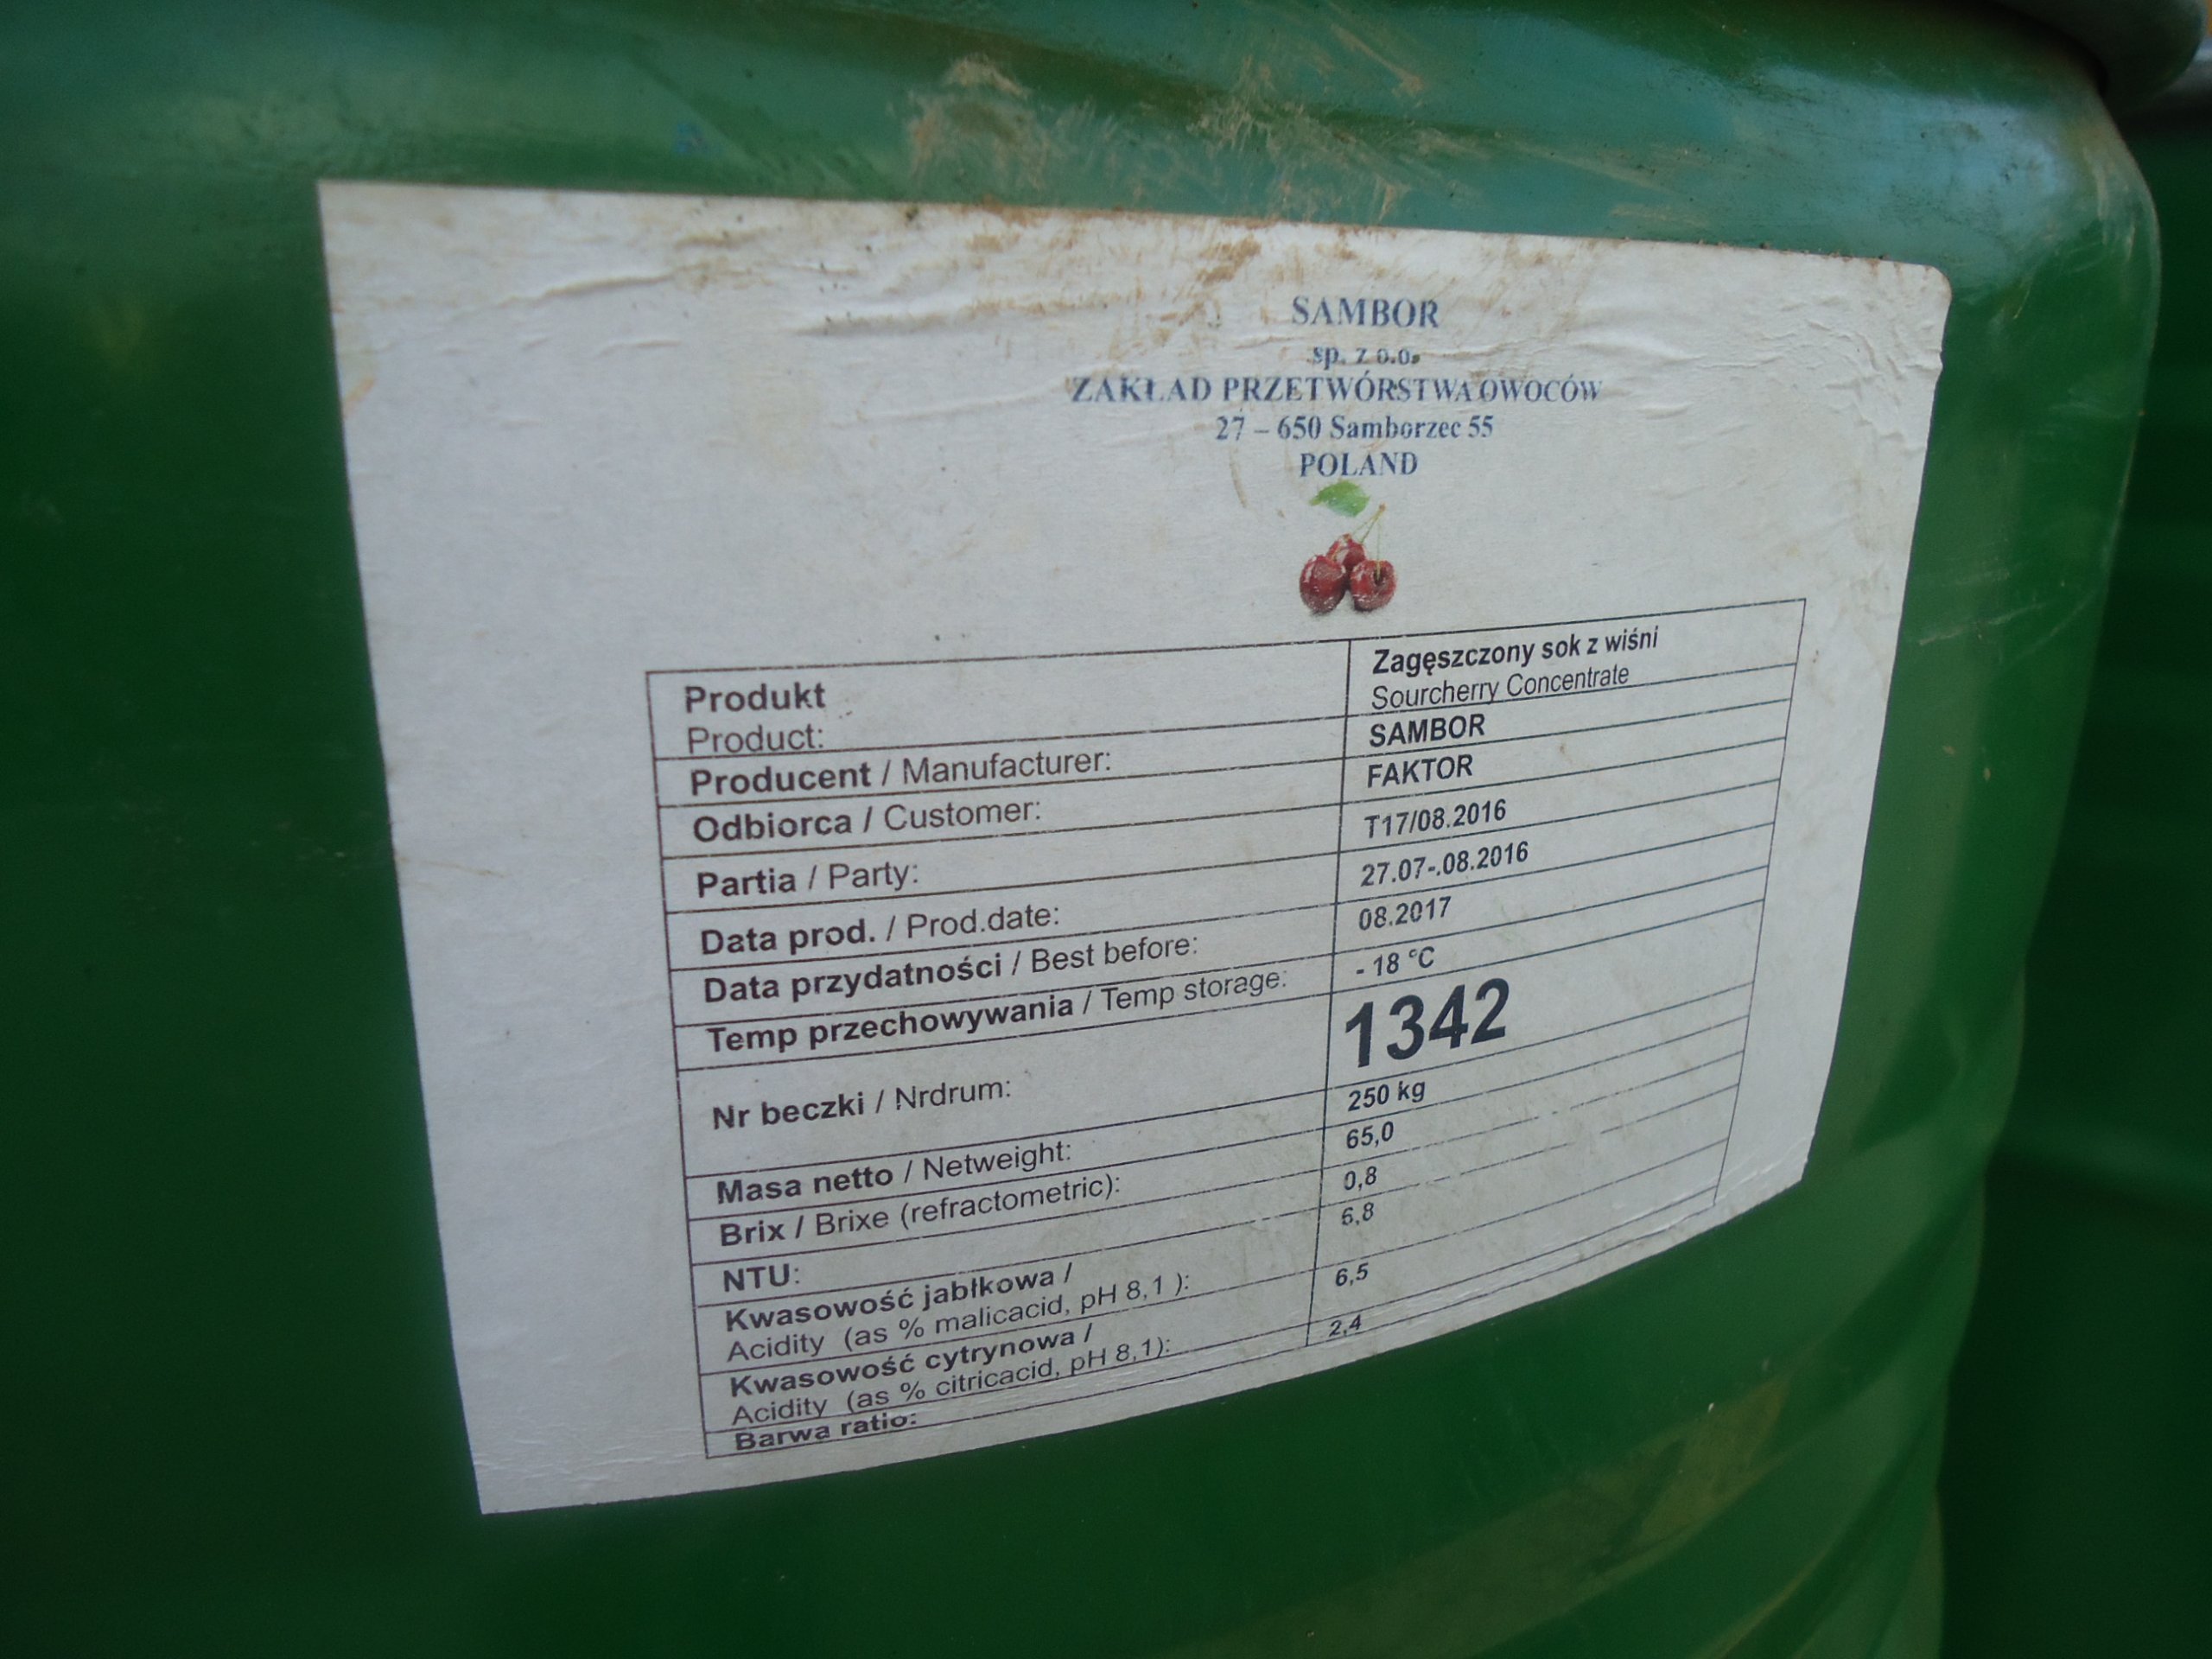 SAMBOR
sp. z o.o.
ZAKŁAD PRZETWÓRSTWA OWOCÓW
27 – 650 Samborzec 55
POLAND
Produkt
Product:
Zagęszczony sok z wiśni
Sourcherry Concentrate
Producent / Manufacturer: SAMBOR
Odbiorca / Customer: FAKTOR
Partia / Party: T17/08.2016
Data prod. / Prod.date: 27.07-.08.2016
Data przydatności / Best before: 08.2017
Temp przechowywania / Temp storage: - 18 °C
Nr beczki / Nrdrum: 1342
Masa netto / Netweight: 250 kg
Brix / Brixe (refractometric): 65,0
NTU: 0,8
Kwasowość jabłkowa /
Acidity (as % malicacid, pH 8,1 ): 6,8
Kwasowość cytrynowa /
Acidity (as % citricacid, pH 8,1): 6,5
Barwa ratio: 2,4